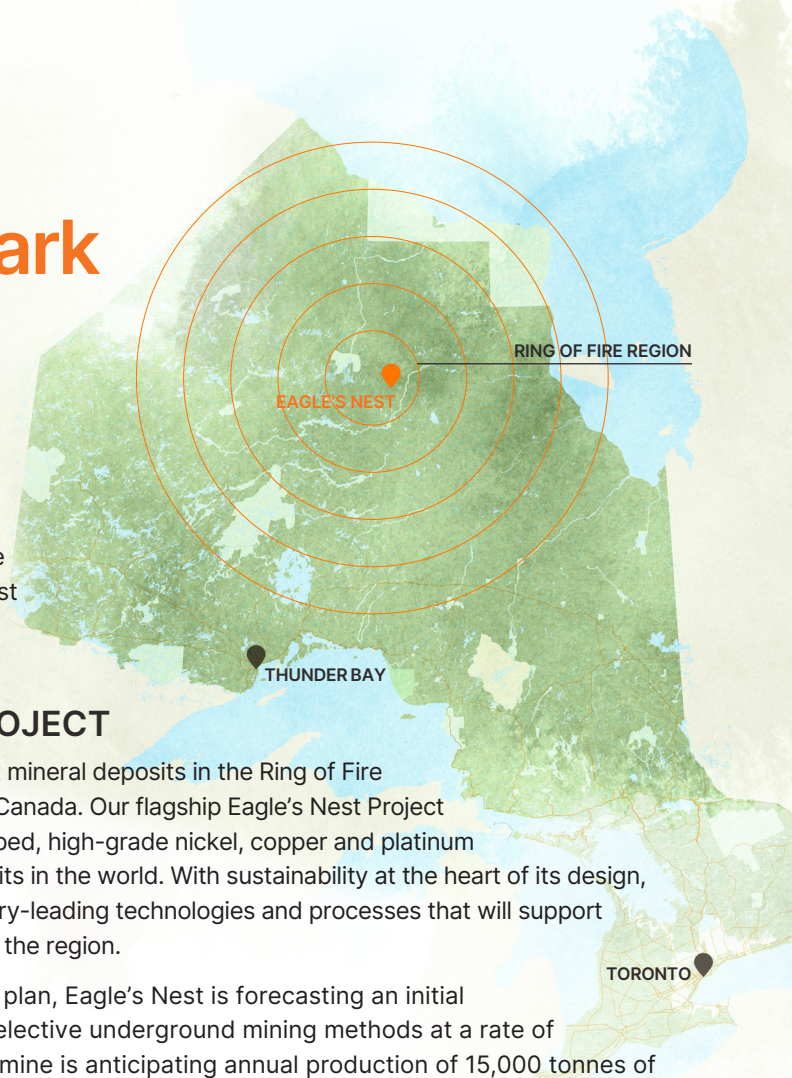 ark
RING OF FIRE REGION
EAGLE'S NEST
e
st
THUNDER BAY
OJECT
mineral deposits in the Ring of Fire
Canada. Our flagship Eagle’s Nest Project
ped, high-grade nickel, copper and platinum
its in the world. With sustainability at the heart of its design,
ry-leading technologies and processes that will support
the region.
TORONTO
plan, Eagle’s Nest is forecasting an initial
elective underground mining methods at a rate of
mine is anticipating annual production of 15,000 tonnes of